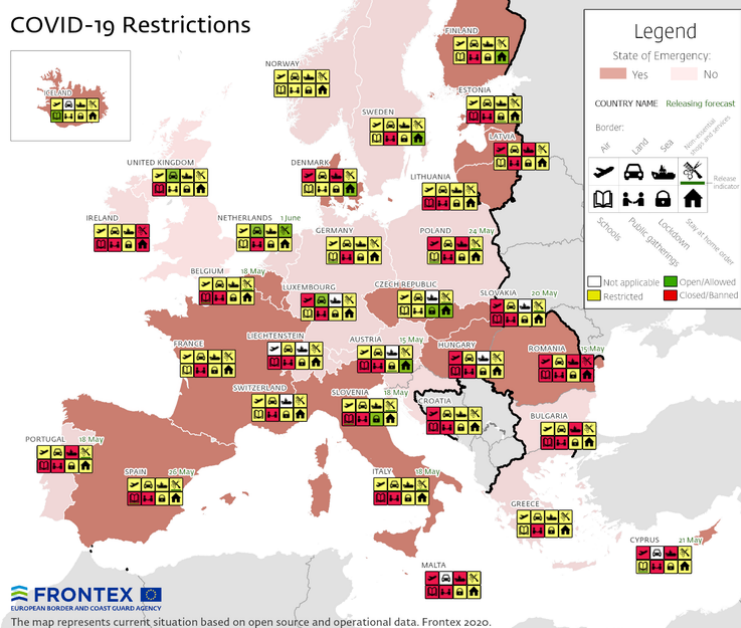 COVID-19 Restrictions
Legend
State of Emergency:
Yes
No
COUNTRY NAME Releasing forecast
Border:
Air
Land
Sea
Non-essential
shops and services
Release
indicator
Schools
Public gatherings
Lockdown
Stay at home order
Not applicable
Open/Allowed
Restricted
Closed/Banned
ICELAND
NORWAY
FINLAND
SWEDEN
ESTONIA
LATVIA
UNITED KINGDOM
DENMARK
LITHUANIA
IRELAND
NETHERLANDS 1 June
GERMANY
POLAND 24 May
BELGIUM 18 May
LUXEMBOURG
CZECH REPUBLIC
SLOVAKIA 20 May
FRANCE
LIECHTENSTEIN
AUSTRIA 15 May
HUNGARY
ROMANIA 15 May
SWITZERLAND
SLOVENIA 18 May
CROATIA
BULGARIA
PORTUGAL 18 May
SPAIN 26 May
ITALY 18 May
GREECE
CYPRUS 21 May
MALTA
FRONTEX
EUROPEAN BORDER AND COAST GUARD AGENCY
The map represents current situation based on open source and operational data. Frontex 2020.